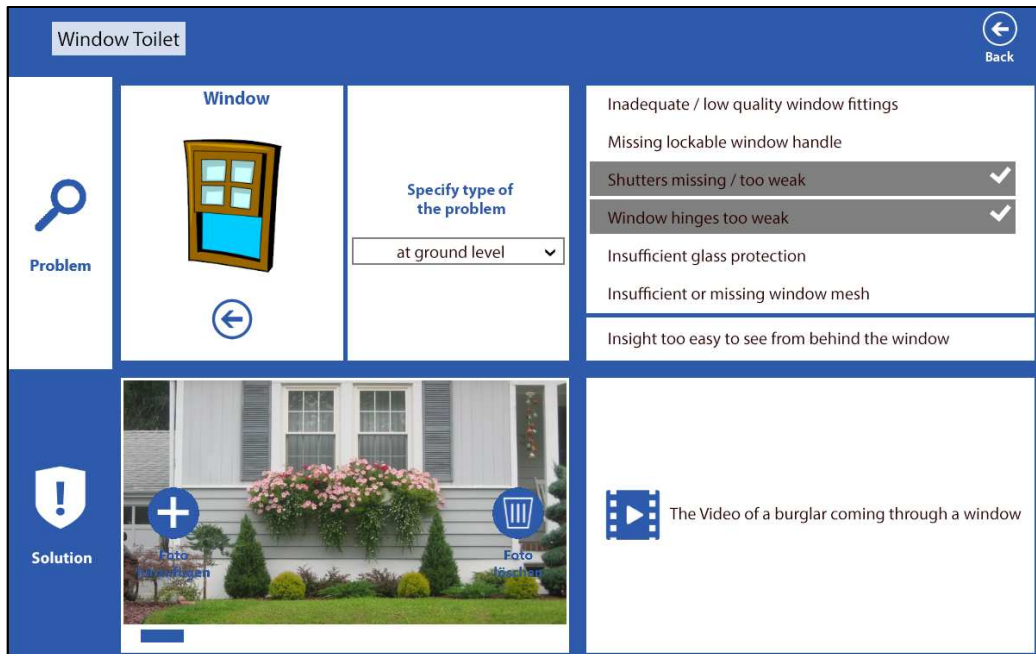 Window Toilet
Back
Problem
Window
Specify type of
the problem
at ground level
Inadequate / low quality window fittings
Missing lockable window handle
Shutters missing / too weak
Window hinges too weak
Insufficient glass protection
Insufficient or missing window mesh
Insight too easy to see from behind the window
Solution
Foto
hinzufügen
Foto
löschen
The Video of a burglar coming through a window